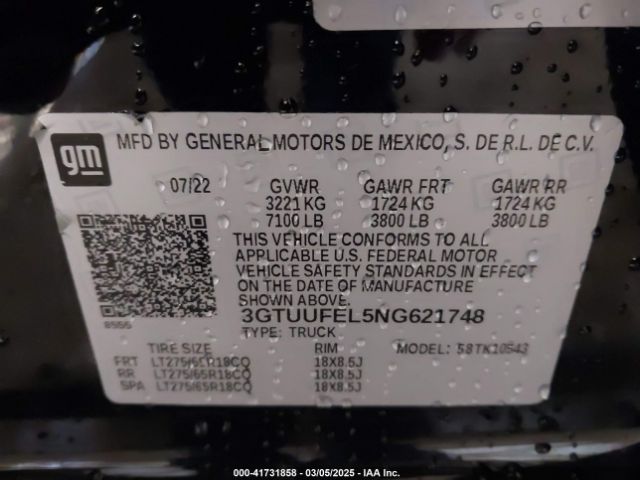 gm
MFD BY GENERAL MOTORS DE MEXICO, S. DE R.L. DE C.V.
07/22 GVWR GAWR FRT GAWR RR
3221 KG 1724 KG 1724 KG
7100 LB 3800 LB 3800 LB
THIS VEHICLE CONFORMS TO ALL
APPLICABLE U.S. FEDERAL MOTOR
VEHICLE SAFETY STANDARDS IN EFFECT
ON THE DATE OF MANUFACTURE
SHOWN ABOVE.
8555 3GTUUFEL5NG621748
TYPE: TRUCK
TIRE SIZE RIM MODEL: 58TK10543
FRT LT275/65R18CQ 18X8.5J
RR LT275/65R18CQ 18X8.5J
SPA LT275/65R18CQ 18X8.5J
000-41731858 - 03/05/2025 - IAA Inc.